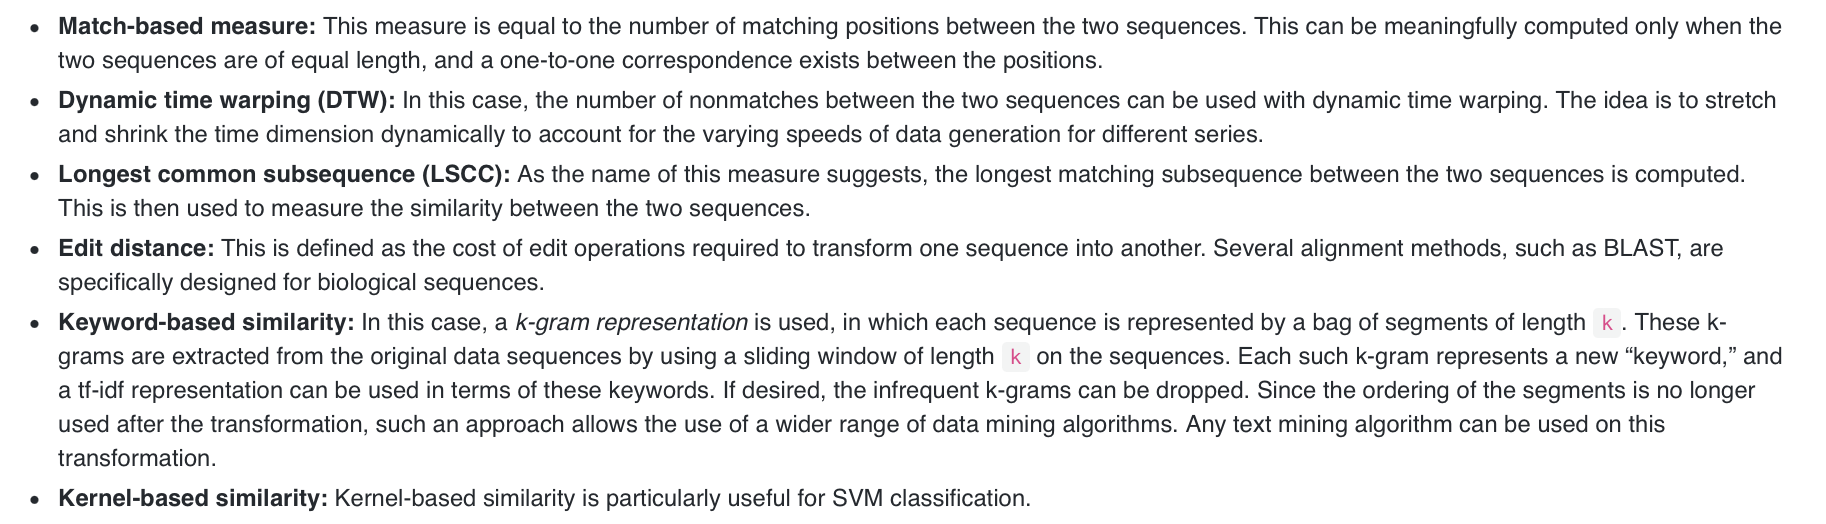 • Match-based measure: This measure is equal to the number of matching positions between the two sequences. This can be meaningfully computed only when the
two sequences are of equal length, and a one-to-one correspondence exists between the positions.
• Dynamic time warping (DTW): In this case, the number of nonmatches between the two sequences can be used with dynamic time warping. The idea is to stretch
and shrink the time dimension dynamically to account for the varying speeds of data generation for different series.
• Longest common subsequence (LSCC): As the name of this measure suggests, the longest matching subsequence between the two sequences is computed.
This is then used to measure the similarity between the two sequences.
• Edit distance: This is defined as the cost of edit operations required to transform one sequence into another. Several alignment methods, such as BLAST, are
specifically designed for biological sequences.
• Keyword-based similarity: In this case, a k-gram representation is used, in which each sequence is represented by a bag of segments of length k . These k-
grams are extracted from the original data sequences by using a sliding window of length k on the sequences. Each such k-gram represents a new “keyword,” and
a tf-idf representation can be used in terms of these keywords. If desired, the infrequent k-grams can be dropped. Since the ordering of the segments is no longer
used after the transformation, such an approach allows the use of a wider range of data mining algorithms. Any text mining algorithm can be used on this
transformation.
• Kernel-based similarity: Kernel-based similarity is particularly useful for SVM classification.